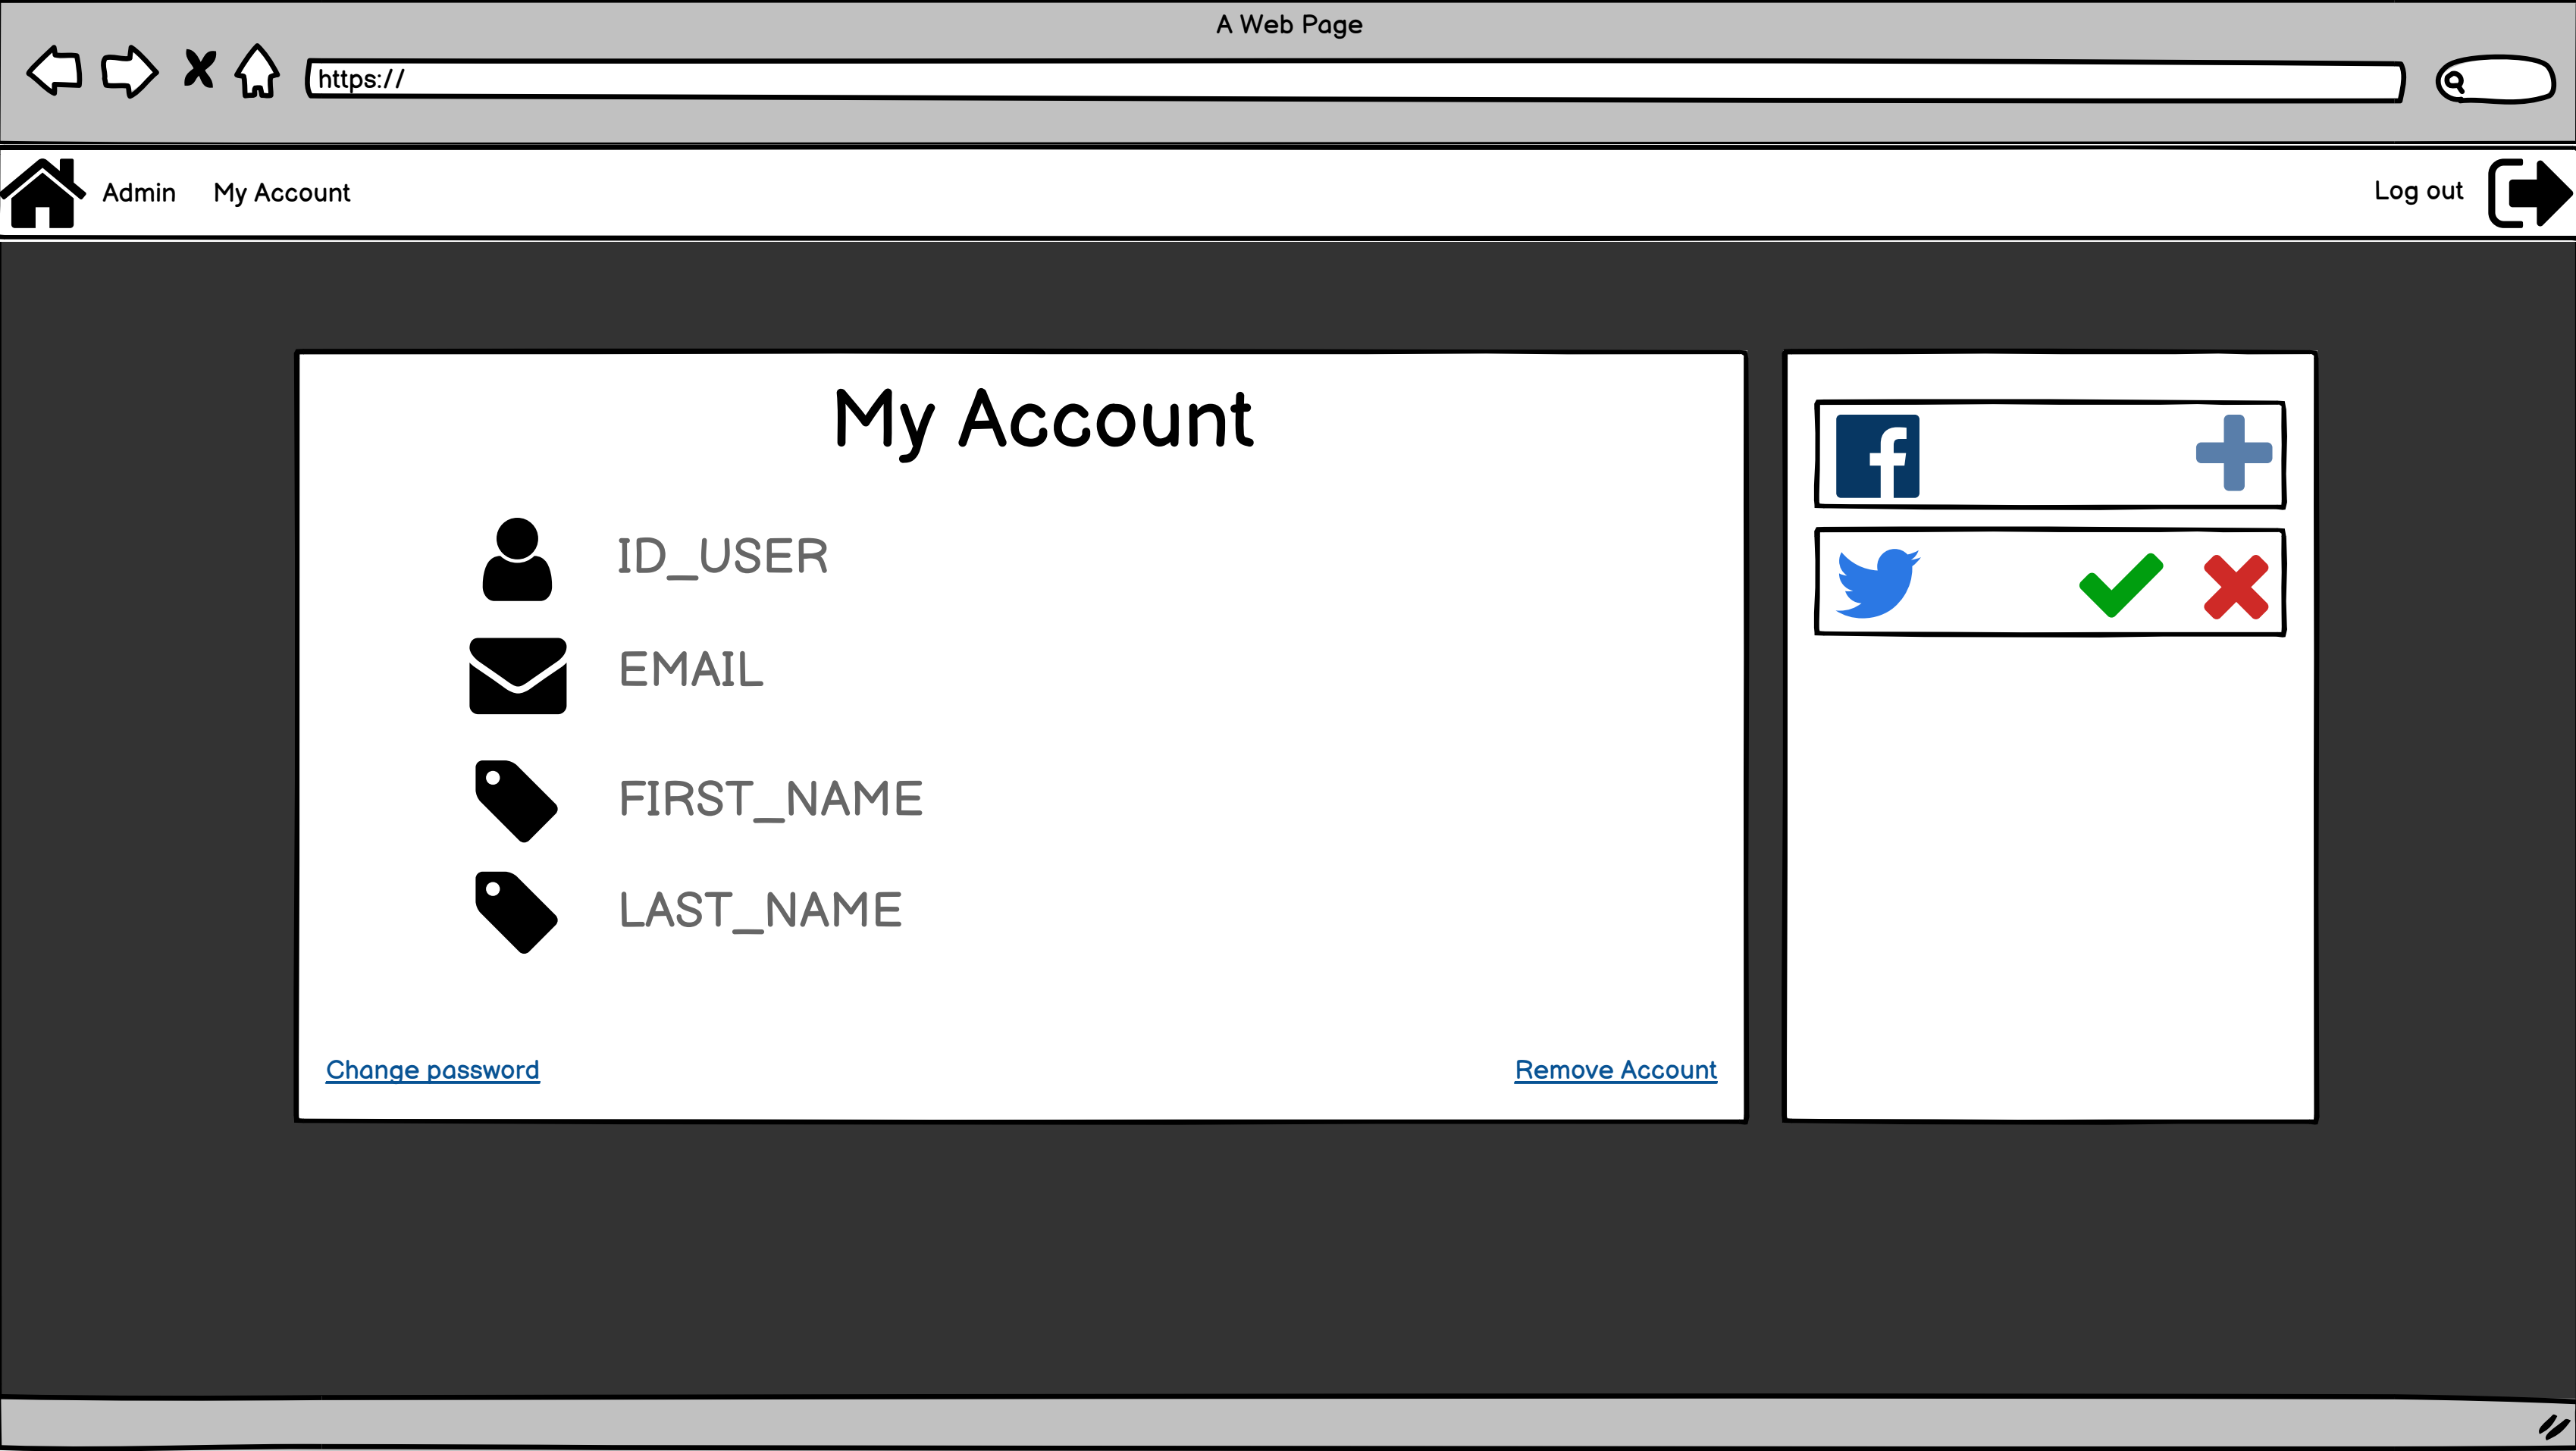 A Web Page
https://
Admin My Account Log out
My Account
ID_USER
EMAIL
FIRST_NAME
LAST_NAME
Change password
Remove Account